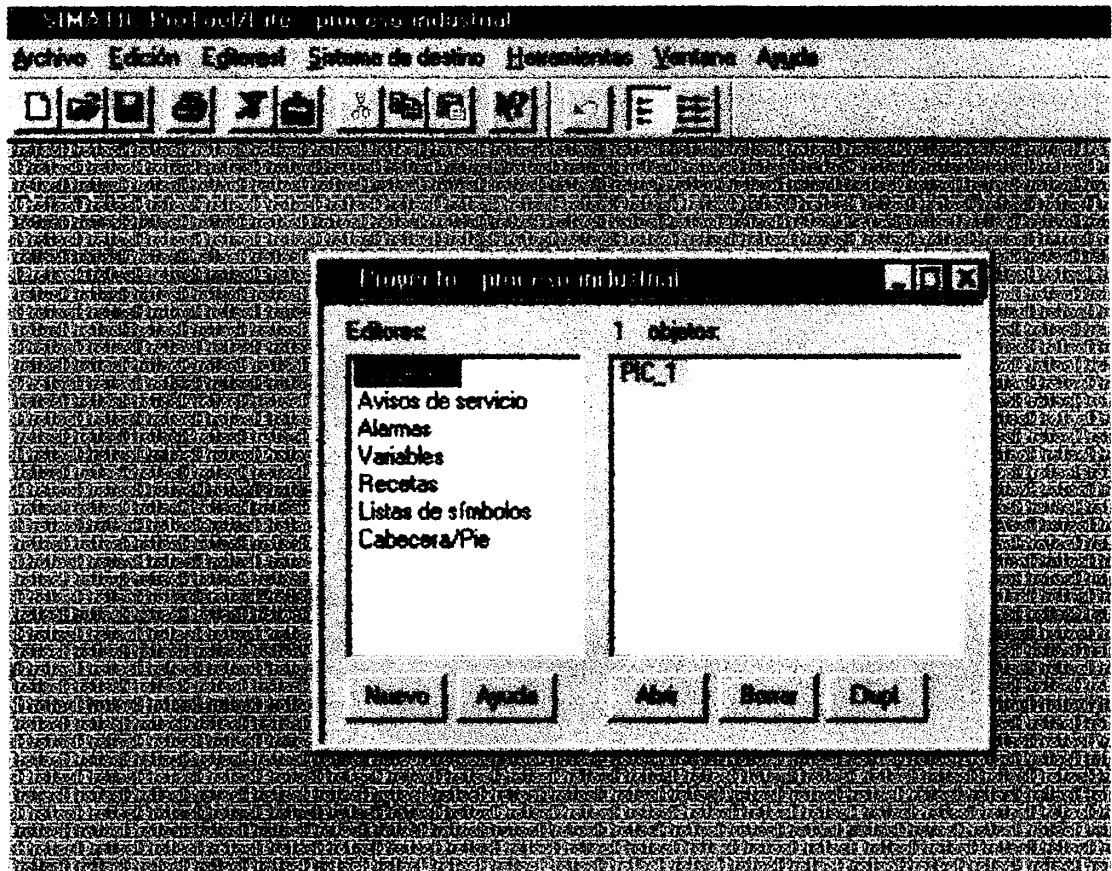 SIMATIC ProTool/Lite proceso industrial
Archivo Edición Editores Sistema de destino Herramientas Ventana Ayuda
Proyecto proceso industrial
Editores:
1 objetos:
PIC_1
Avisos de servicio
Alarmas
Variables
Recetas
Listas de símbolos
Cabecera/Pie
Nuevo Ayuda Abrir Borrar Dupl.